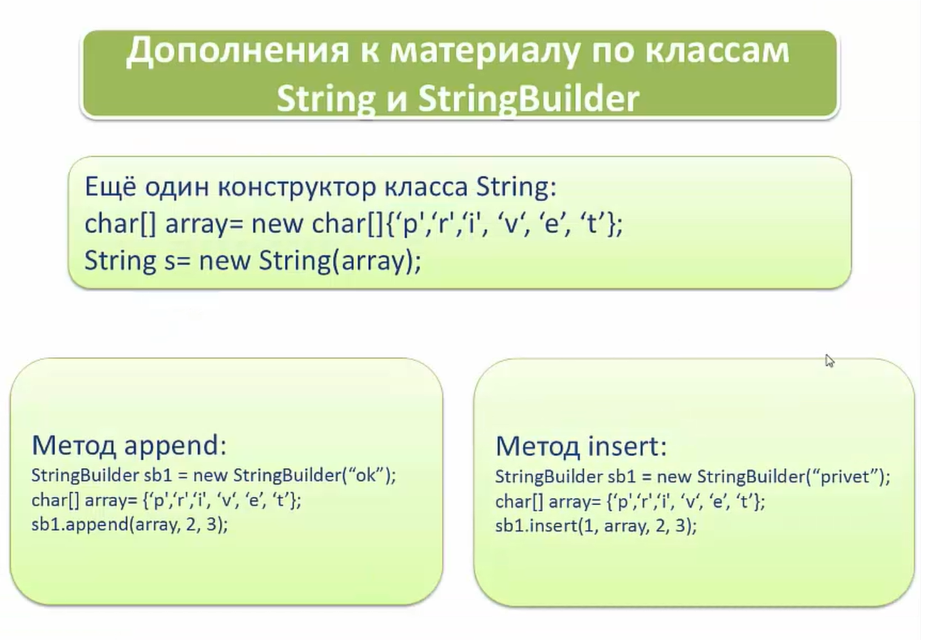 Дополнения к материалу по классам
String и StringBuilder
Ещё один конструктор класса String:
char[] array= new char[]{‘p',‘r',‘i', ‘v‘, ‘e’, ‘t’};
String s= new String(array);
Метод append:
StringBuilder sb1 = new StringBuilder(“ok”);
char[] array= {‘p',‘r',‘i', ‘v‘, ‘e’, ‘t’};
sb1.append(array, 2, 3);
Метод insert:
StringBuilder sb1 = new StringBuilder(“privet”);
char[] array= {‘p',‘r',‘i', ‘v‘, ‘e’, ‘t’};
sb1.insert(1, array, 2, 3);